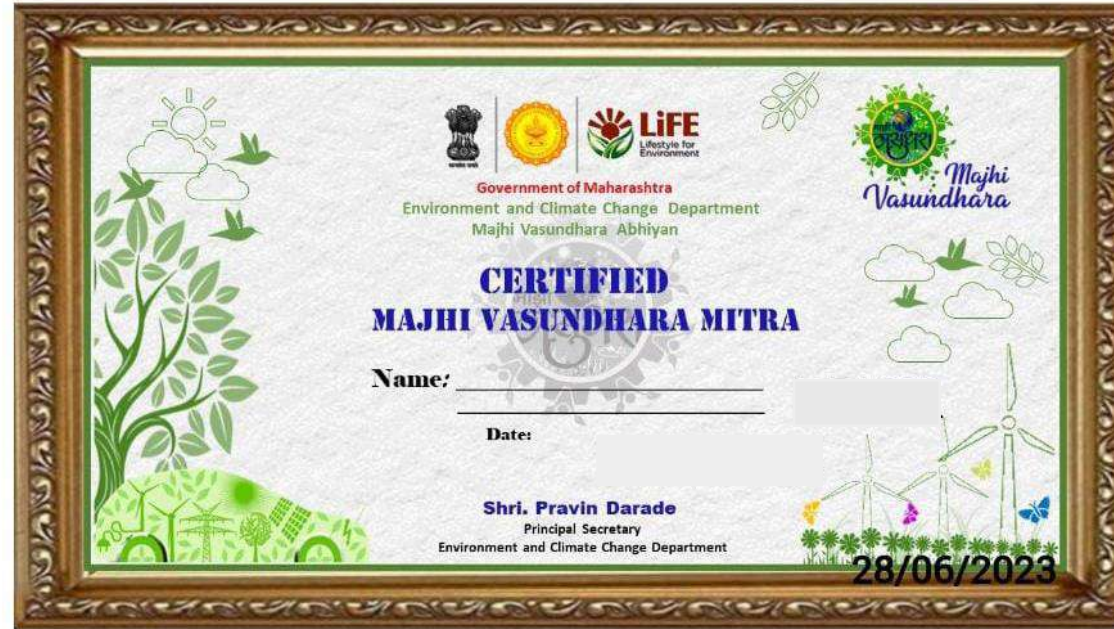 LiFE
Lifestyle for
Environment
Majhi
Vasundhara
Government of Maharashtra
Environment and Climate Change Department
Majhi Vasundhara Abhiyan
CERTIFIED
MAJHI VASUNDHARA MITRA
Name:
Date:
Shri. Pravin Darade
Principal Secretary
Environment and Climate Change Department
28/06/2023